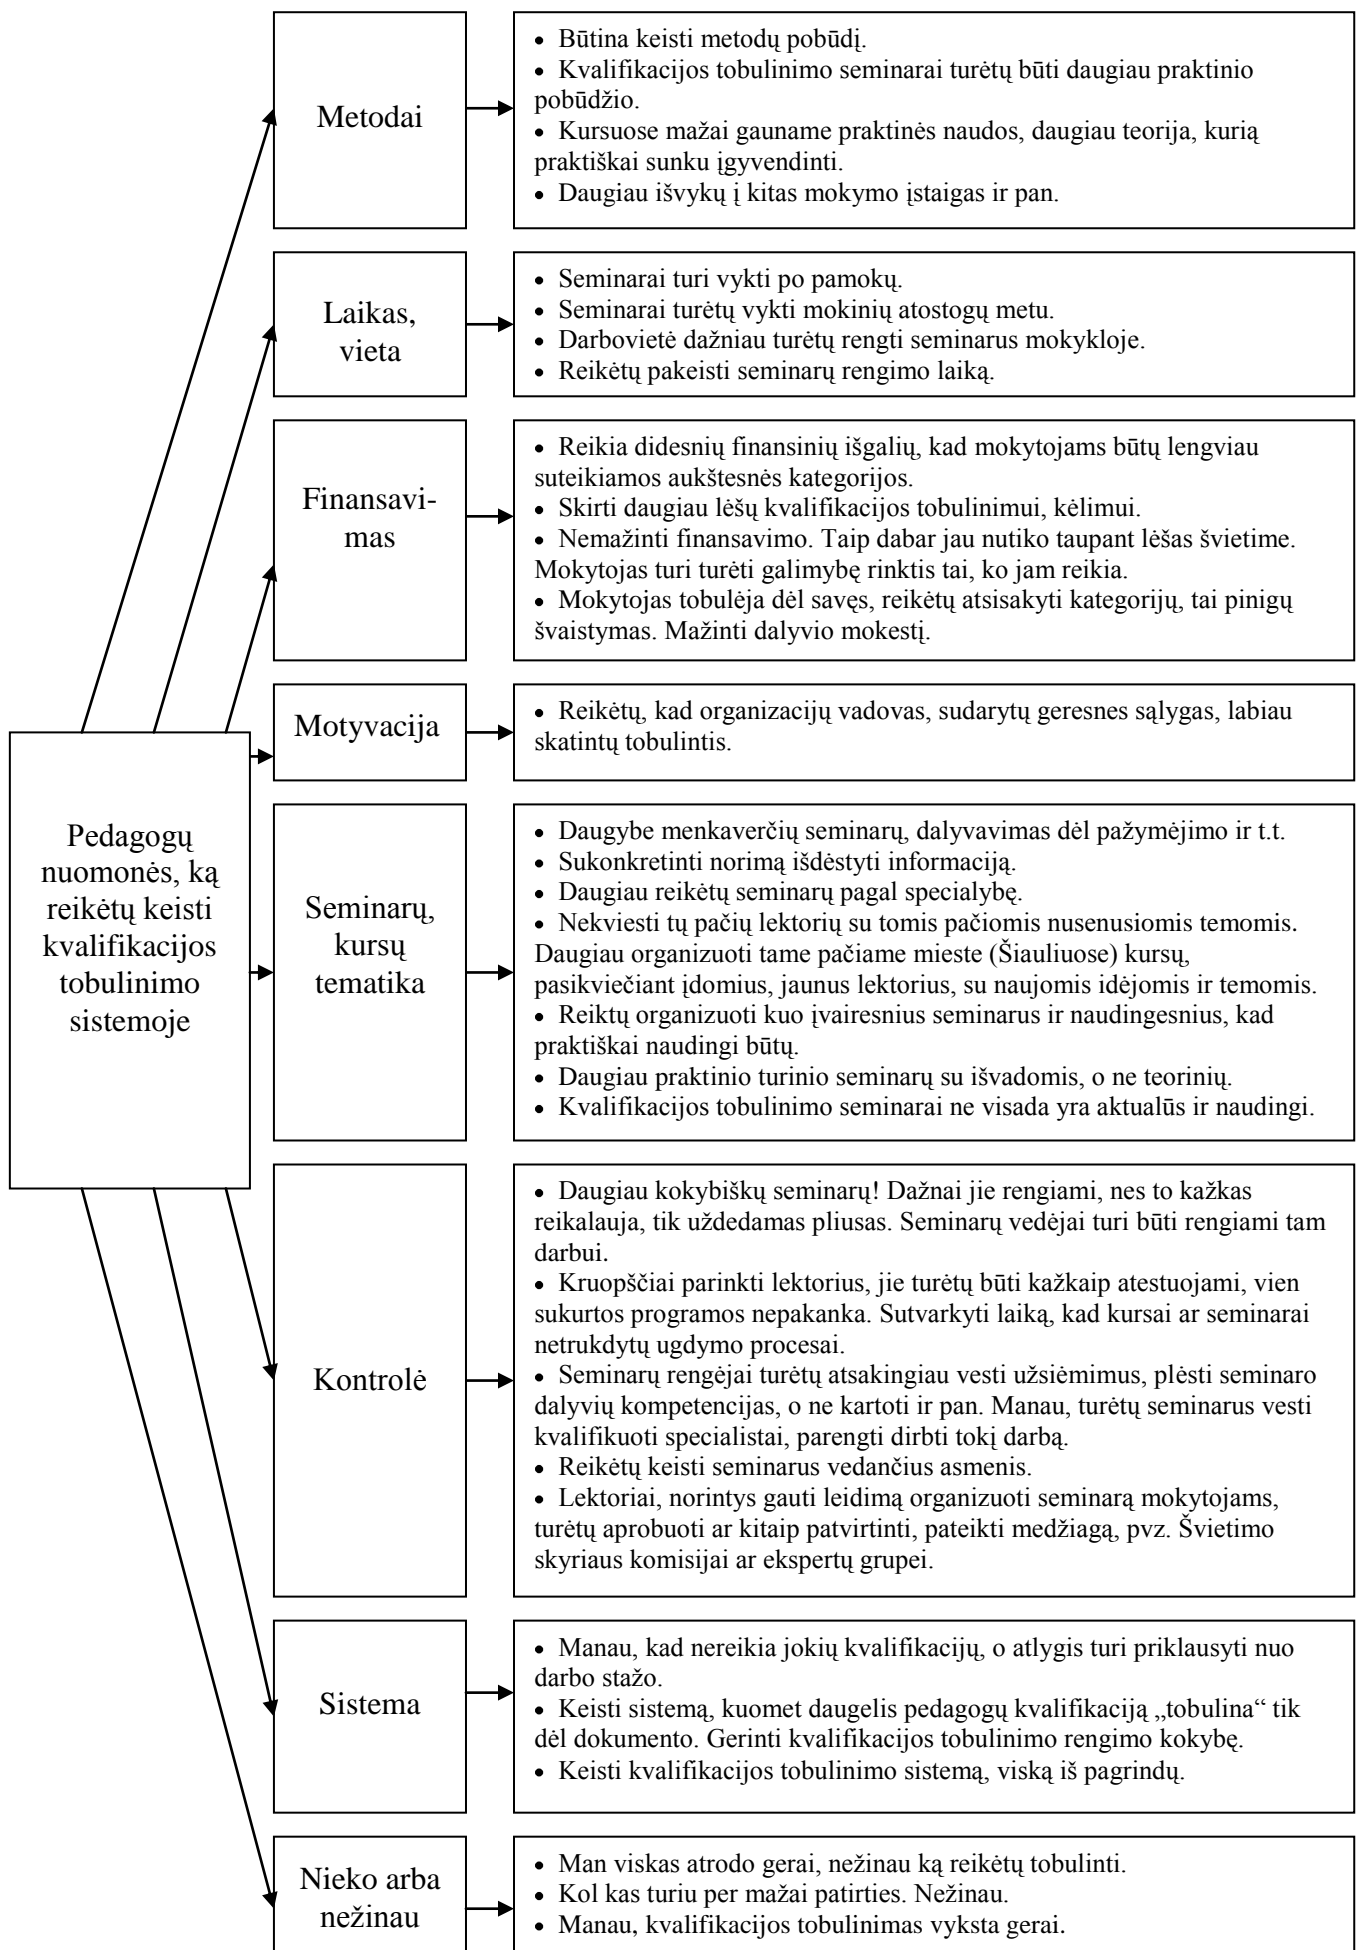 Pedagogų
nuomonės, ką
reikėtų keisti
kvalifikacijos
tobulinimo
sistemoje
Metodai
• Būtina keisti metodų pobūdį.
• Kvalifikacijos tobulinimo seminarai turėtų būti daugiau praktinio
pobūdžio.
• Kursuose mažai gauname praktinės naudos, daugiau teorija, kurią
praktiškai sunku įgyvendinti.
• Daugiau išvykų į kitas mokymo įstaigas ir pan.
Laikas,
vieta
• Seminarai turi vykti po pamokų.
• Seminarai turėtų vykti mokinių atostogų metu.
• Darbovietė dažniau turėtų rengti seminarus mokykloje.
• Reikėtų pakeisti seminarų rengimo laiką.
Finansavi-
mas
• Reikia didesnių finansinių išgalių, kad mokytojams būtų lengviau
suteikiamos aukštesnės kategorijos.
• Skirti daugiau lėšų kvalifikacijos tobulinimui, kėlimui.
• Nemažinti finansavimo. Taip dabar jau nutiko taupant lėšas švietime.
Mokytojas turi turėti galimybę rinktis tai, ko jam reikia.
• Mokytojas tobulėja dėl savęs, reikėtų atsisakyti kategorijų, tai pinigų
švaistymas. Mažinti dalyvio mokestį.
Motyvacija
• Reikėtų, kad organizacijų vadovas, sudarytų geresnes sąlygas, labiau
skatintų tobulintis.
Seminarų,
kursų
tematika
• Daugybe menkaverčių seminarų, dalyvavimas dėl pažymėjimo ir t.t.
• Sukonkretinti norimą išdėstyti informaciją.
• Daugiau reikėtų seminarų pagal specialybę.
• Nekviesti tų pačių lektorių su tomis pačiomis nusenusiomis temomis.
Daugiau organizuoti tame pačiame mieste (Šiauliuose) kursų,
pasikviečiant įdomius, jaunus lektorius, su naujomis idėjomis ir temomis.
• Reiktų organizuoti kuo įvairesnius seminarus ir naudingesnius, kad
praktiškai naudingi būtų.
• Daugiau praktinio turinio seminarų su išvadomis, o ne teorinių.
• Kvalifikacijos tobulinimo seminarai ne visada yra aktualūs ir naudingi.
Kontrolė
• Daugiau kokybiškų seminarų! Dažnai jie rengiami, nes to kažkas
reikalauja, tik uždedamas pliusas. Seminarų vedėjai turi būti rengiami tam
darbui.
• Kruopščiai parinkti lektorius, jie turėtų būti kažkaip atestuojami, vien
sukurtos programos nepakanka. Sutvarkyti laiką, kad kursai ar seminarai
netrukdytų ugdymo procesai.
• Seminarų rengėjai turėtų atsakingiau vesti užsiėmimus, plėsti seminaro
dalyvių kompetencijas, o ne kartoti ir pan. Manau, turėtų seminarus vesti
kvalifikuoti specialistai, parengti dirbti tokį darbą.
• Reikėtų keisti seminarus vedančius asmenis.
• Lektoriai, norintys gauti leidimą organizuoti seminarą mokytojams,
turėtų aprobuoti ar kitaip patvirtinti, pateikti medžiagą, pvz. Švietimo
skyriaus komisijai ar ekspertų grupei.
Sistema
• Manau, kad nereikia jokių kvalifikacijų, o atlygis turi priklausyti nuo
darbo stažo.
• Keisti sistemą, kuomet daugelis pedagogų kvalifikaciją „tobulina“ tik
dėl dokumento. Gerinti kvalifikacijos tobulinimo rengimo kokybę.
• Keisti kvalifikacijos tobulinimo sistemą, viską iš pagrindų.
Nieko arba
nežinau
• Man viskas atrodo gerai, nežinau ką reikėtų tobulinti.
• Kol kas turiu per mažai patirties. Nežinau.
• Manau, kvalifikacijos tobulinimas vyksta gerai.